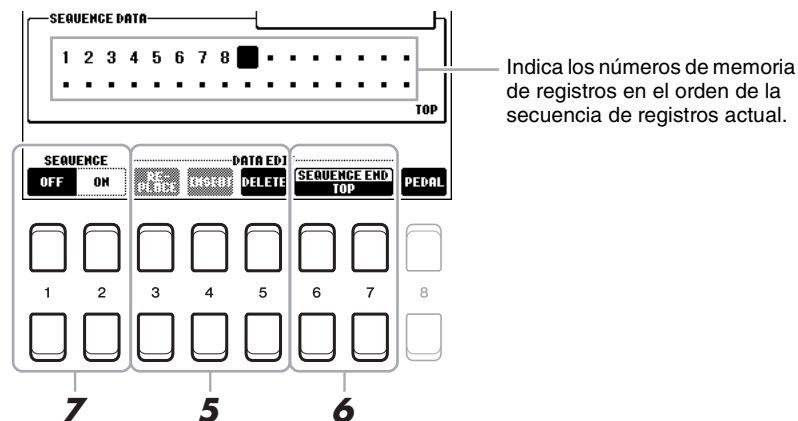 SEQUENCE DATA
1 2 3 4 5 6 7 8
TOP
Indica los números de memoria
de registros en el orden de la
secuencia de registros actual.
SEQUENCE DATA EDI
OFF ON RE-PLACE INSERT DELETE SEQUENCE END TOP PEDAL
1 2 3 4 5 6 7 8
7 5 6